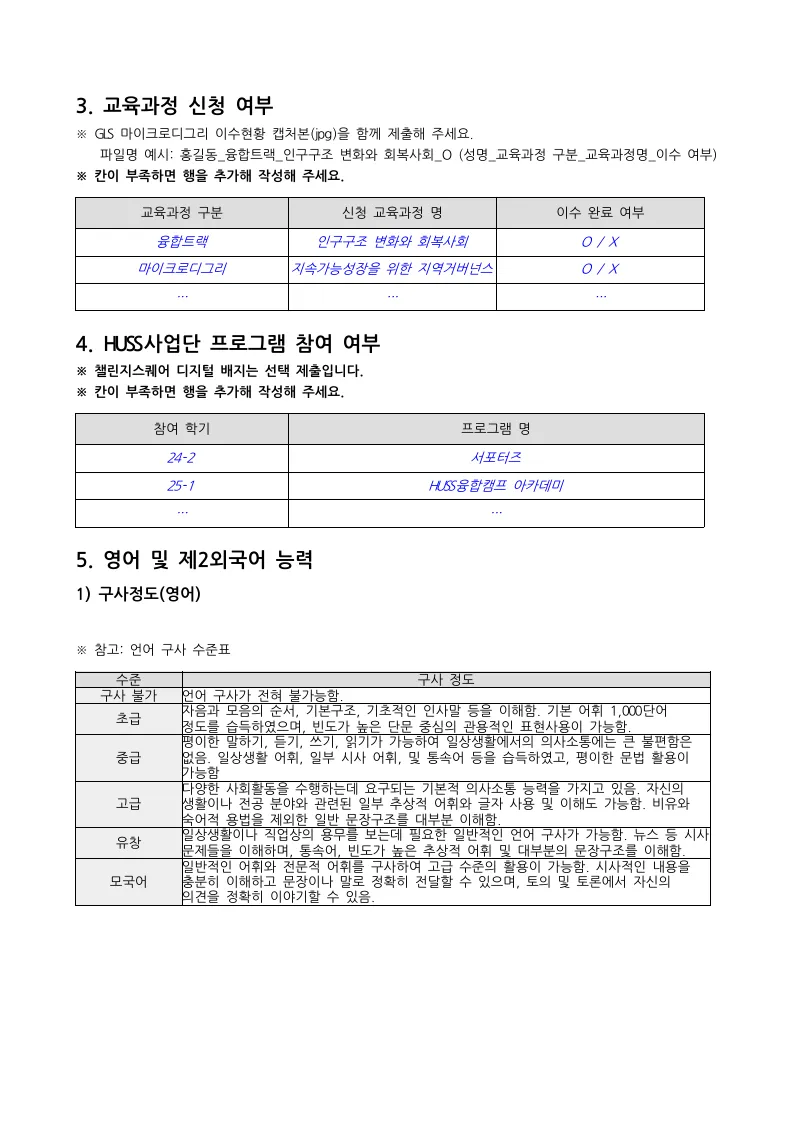 3. 교육과정 신청 여부
※ GLS 마이크로디그리 이수현황 캡처본(jpg)을 함께 제출해 주세요.
파일명 예시: 홍길동_융합트랙_인구구조 변화와 회복사회_O (성명_교육과정 구분_교육과정명_이수 여부)
※ 칸이 부족하면 행을 추가해 작성해 주세요.
교육과정 구분 신청 교육과정 명 이수 완료 여부
융합트랙 인구구조 변화와 회복사회 O / X
마이크로디그리 지속가능성장을 위한 지역거버넌스 O / X
... ... ...
4. HUSS사업단 프로그램 참여 여부
※ 챌린지스퀘어 디지털 배지는 선택 제출입니다.
※ 칸이 부족하면 행을 추가해 작성해 주세요.
참여 학기 프로그램 명
24-2 서포터즈
25-1 HUSS융합캠프 아카데미
... ...
5. 영어 및 제2외국어 능력
1) 구사정도(영어)
※ 참고: 언어 구사 수준표
수준 구사 정도
구사 불가 언어 구사가 전혀 불가능함.
초급 자음과 모음의 순서, 기본구조, 기초적인 인사말 등을 이해함. 기본 어휘 1,000단어
정도를 습득하였으며, 빈도가 높은 단문 중심의 관용적인 표현사용이 가능함.
중급 평이한 말하기, 듣기, 쓰기, 읽기가 가능하여 일상생활에서의 의사소통에는 큰 불편함은
없음. 일상생활 어휘, 일부 시사 어휘, 및 통속어 등을 습득하였고, 평이한 문법 활용이
가능함
고급 다양한 사회활동을 수행하는데 요구되는 기본적 의사소통 능력을 가지고 있음. 자신의
생활이나 전공 분야와 관련된 일부 추상적 어휘와 글자 사용 및 이해도 가능함. 비유와
숙어적 용법을 제외한 일반 문장구조를 대부분 이해함.
유창 일상생활이나 직업상의 용무를 보는데 필요한 일반적인 언어 구사가 가능함. 뉴스 등 시사
문제들을 이해하며, 통속어, 빈도가 높은 추상적 어휘 및 대부분의 문장구조를 이해함.
모국어 일반적인 어휘와 전문적 어휘를 구사하여 고급 수준의 활용이 가능함. 시사적인 내용을
충분히 이해하고 문장이나 말로 정확히 전달할 수 있으며, 토의 및 토론에서 자신의
의견을 정확히 이야기할 수 있음.